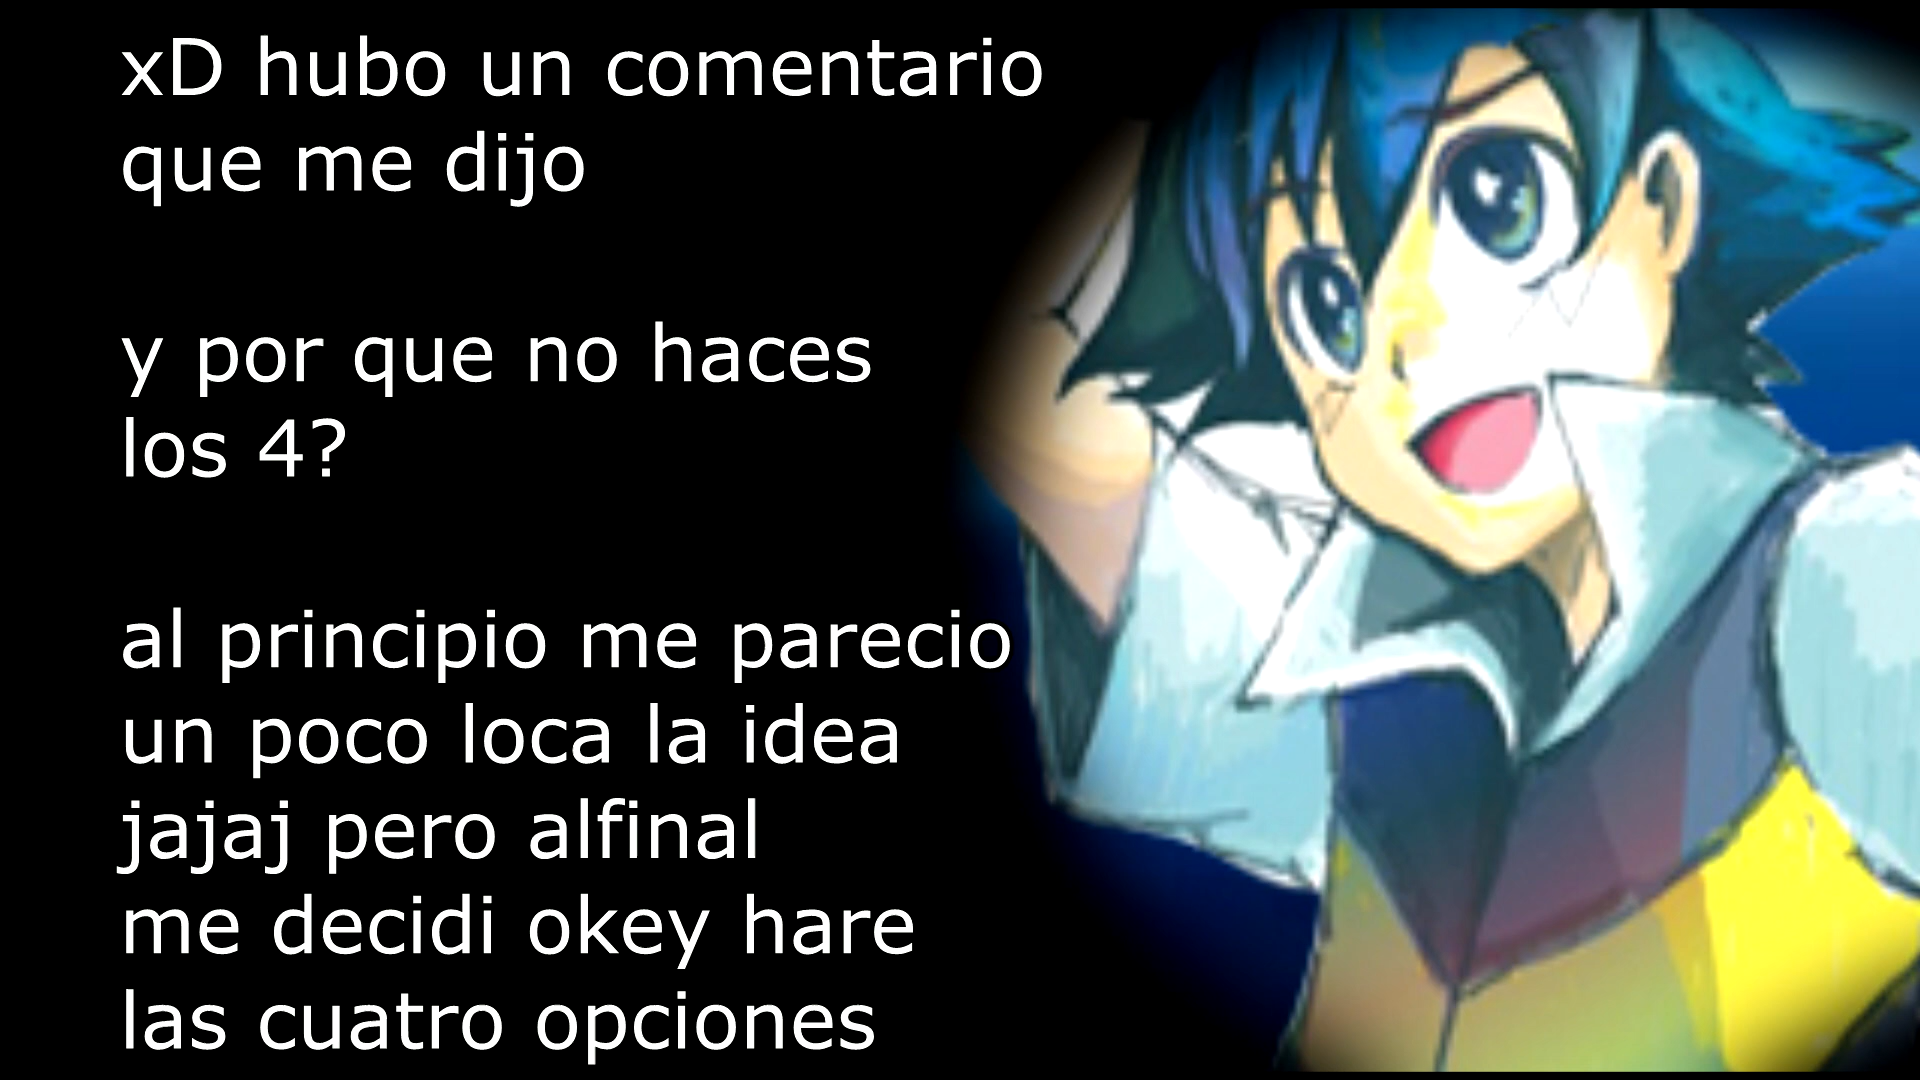 xD hubo un comentario
que me dijo
y por que no haces
los 4?
al principio me parecio
un poco loca la idea
jajaj pero alfinal
me decidi okey hare
las cuatro opciones